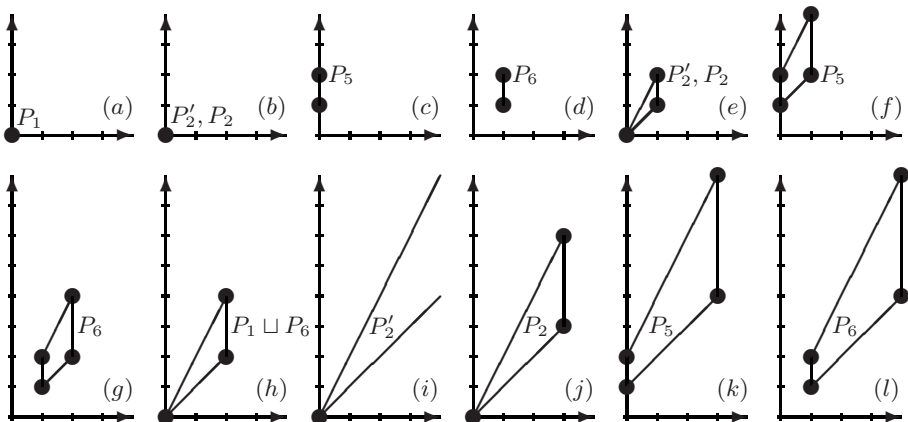 P₁ (a)
P₂′, P₂ (b)
P₅ (c)
P₆ (d)
P₂′, P₂ (e)
P₅ (f)
P₆ (g)
P₁ ⊔ P₆ (h)
P₂′ (i)
P₂ (j)
P₅ (k)
P₆ (l)